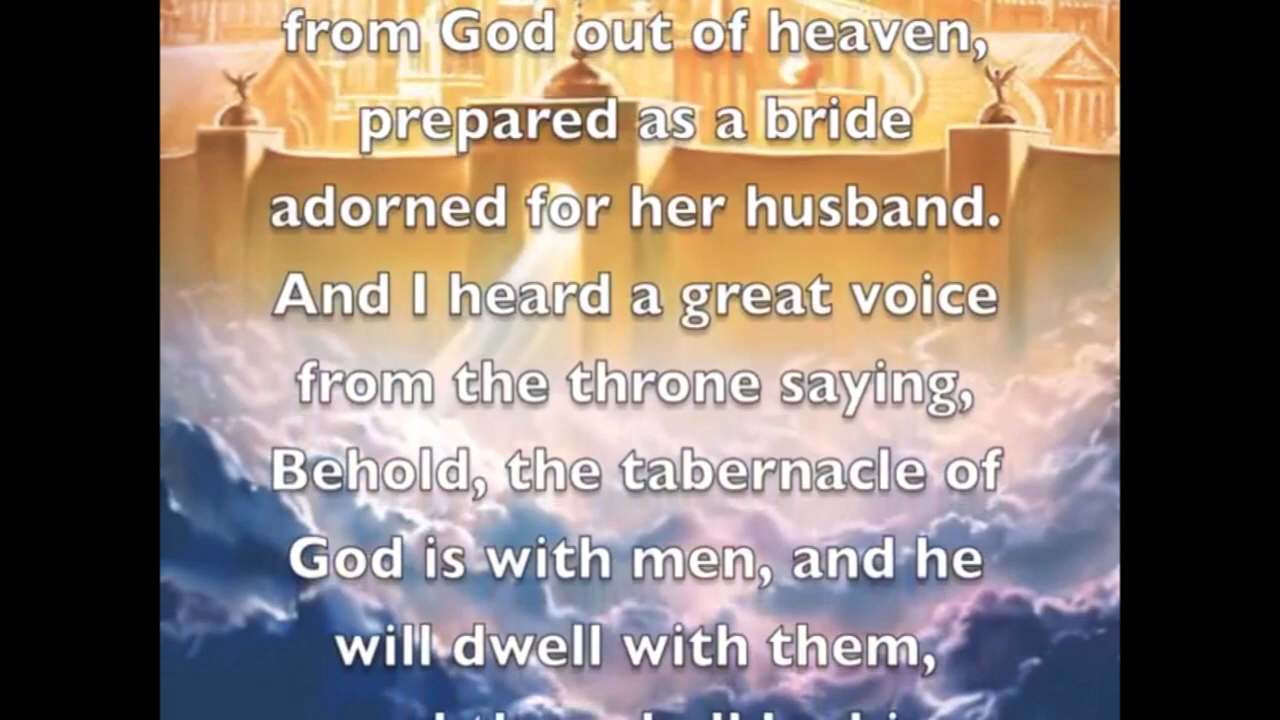 from God out of heaven,
prepared as a bride
adorned for her husband.
And I heard a great voice
from the throne saying,
Behold, the tabernacle of
God is with men, and he
will dwell with them,